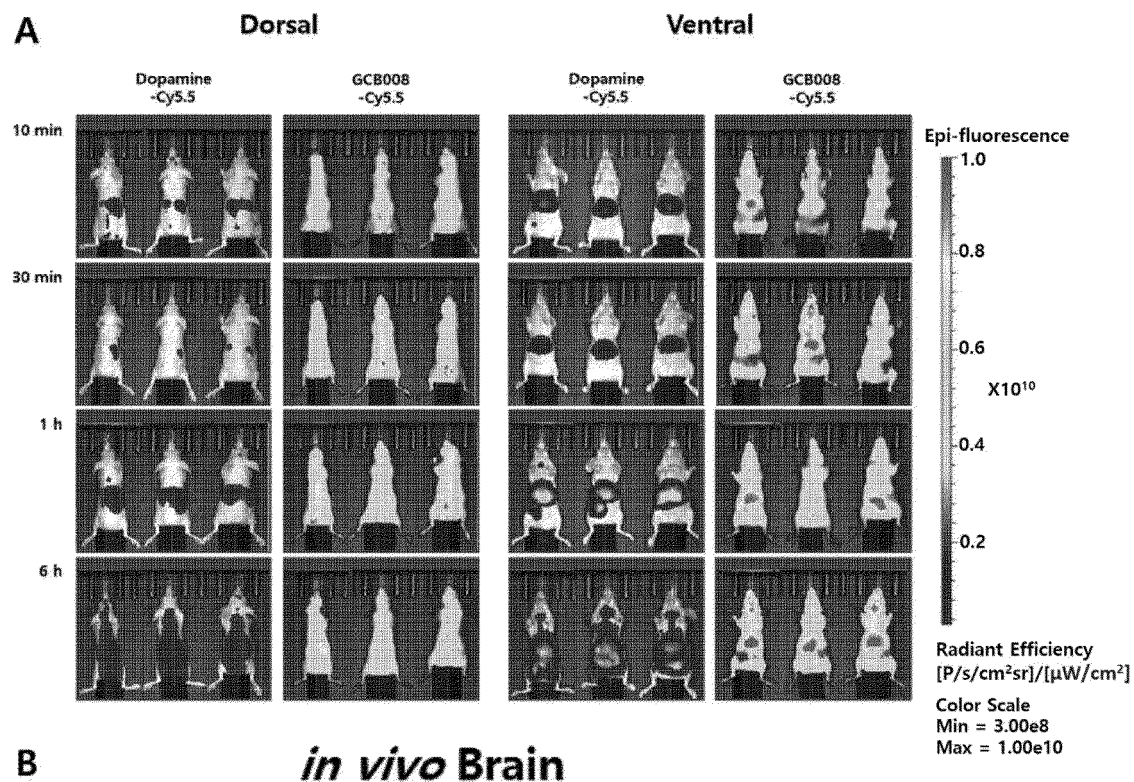 A
Dorsal
Ventral
Dopamine
-Cy5.5
GCB008
-Cy5.5
Dopamine
-Cy5.5
GCB008
-Cy5.5
10 min
30 min
1 h
6 h
Epi-fluorescence
1.0
0.8
0.6
X10¹⁰
0.4
0.2
Radiant Efficiency
[P/s/cm²sr]/[μW/cm²]
Color Scale
Min = 3.00e8
Max = 1.00e10
B
in vivo Brain